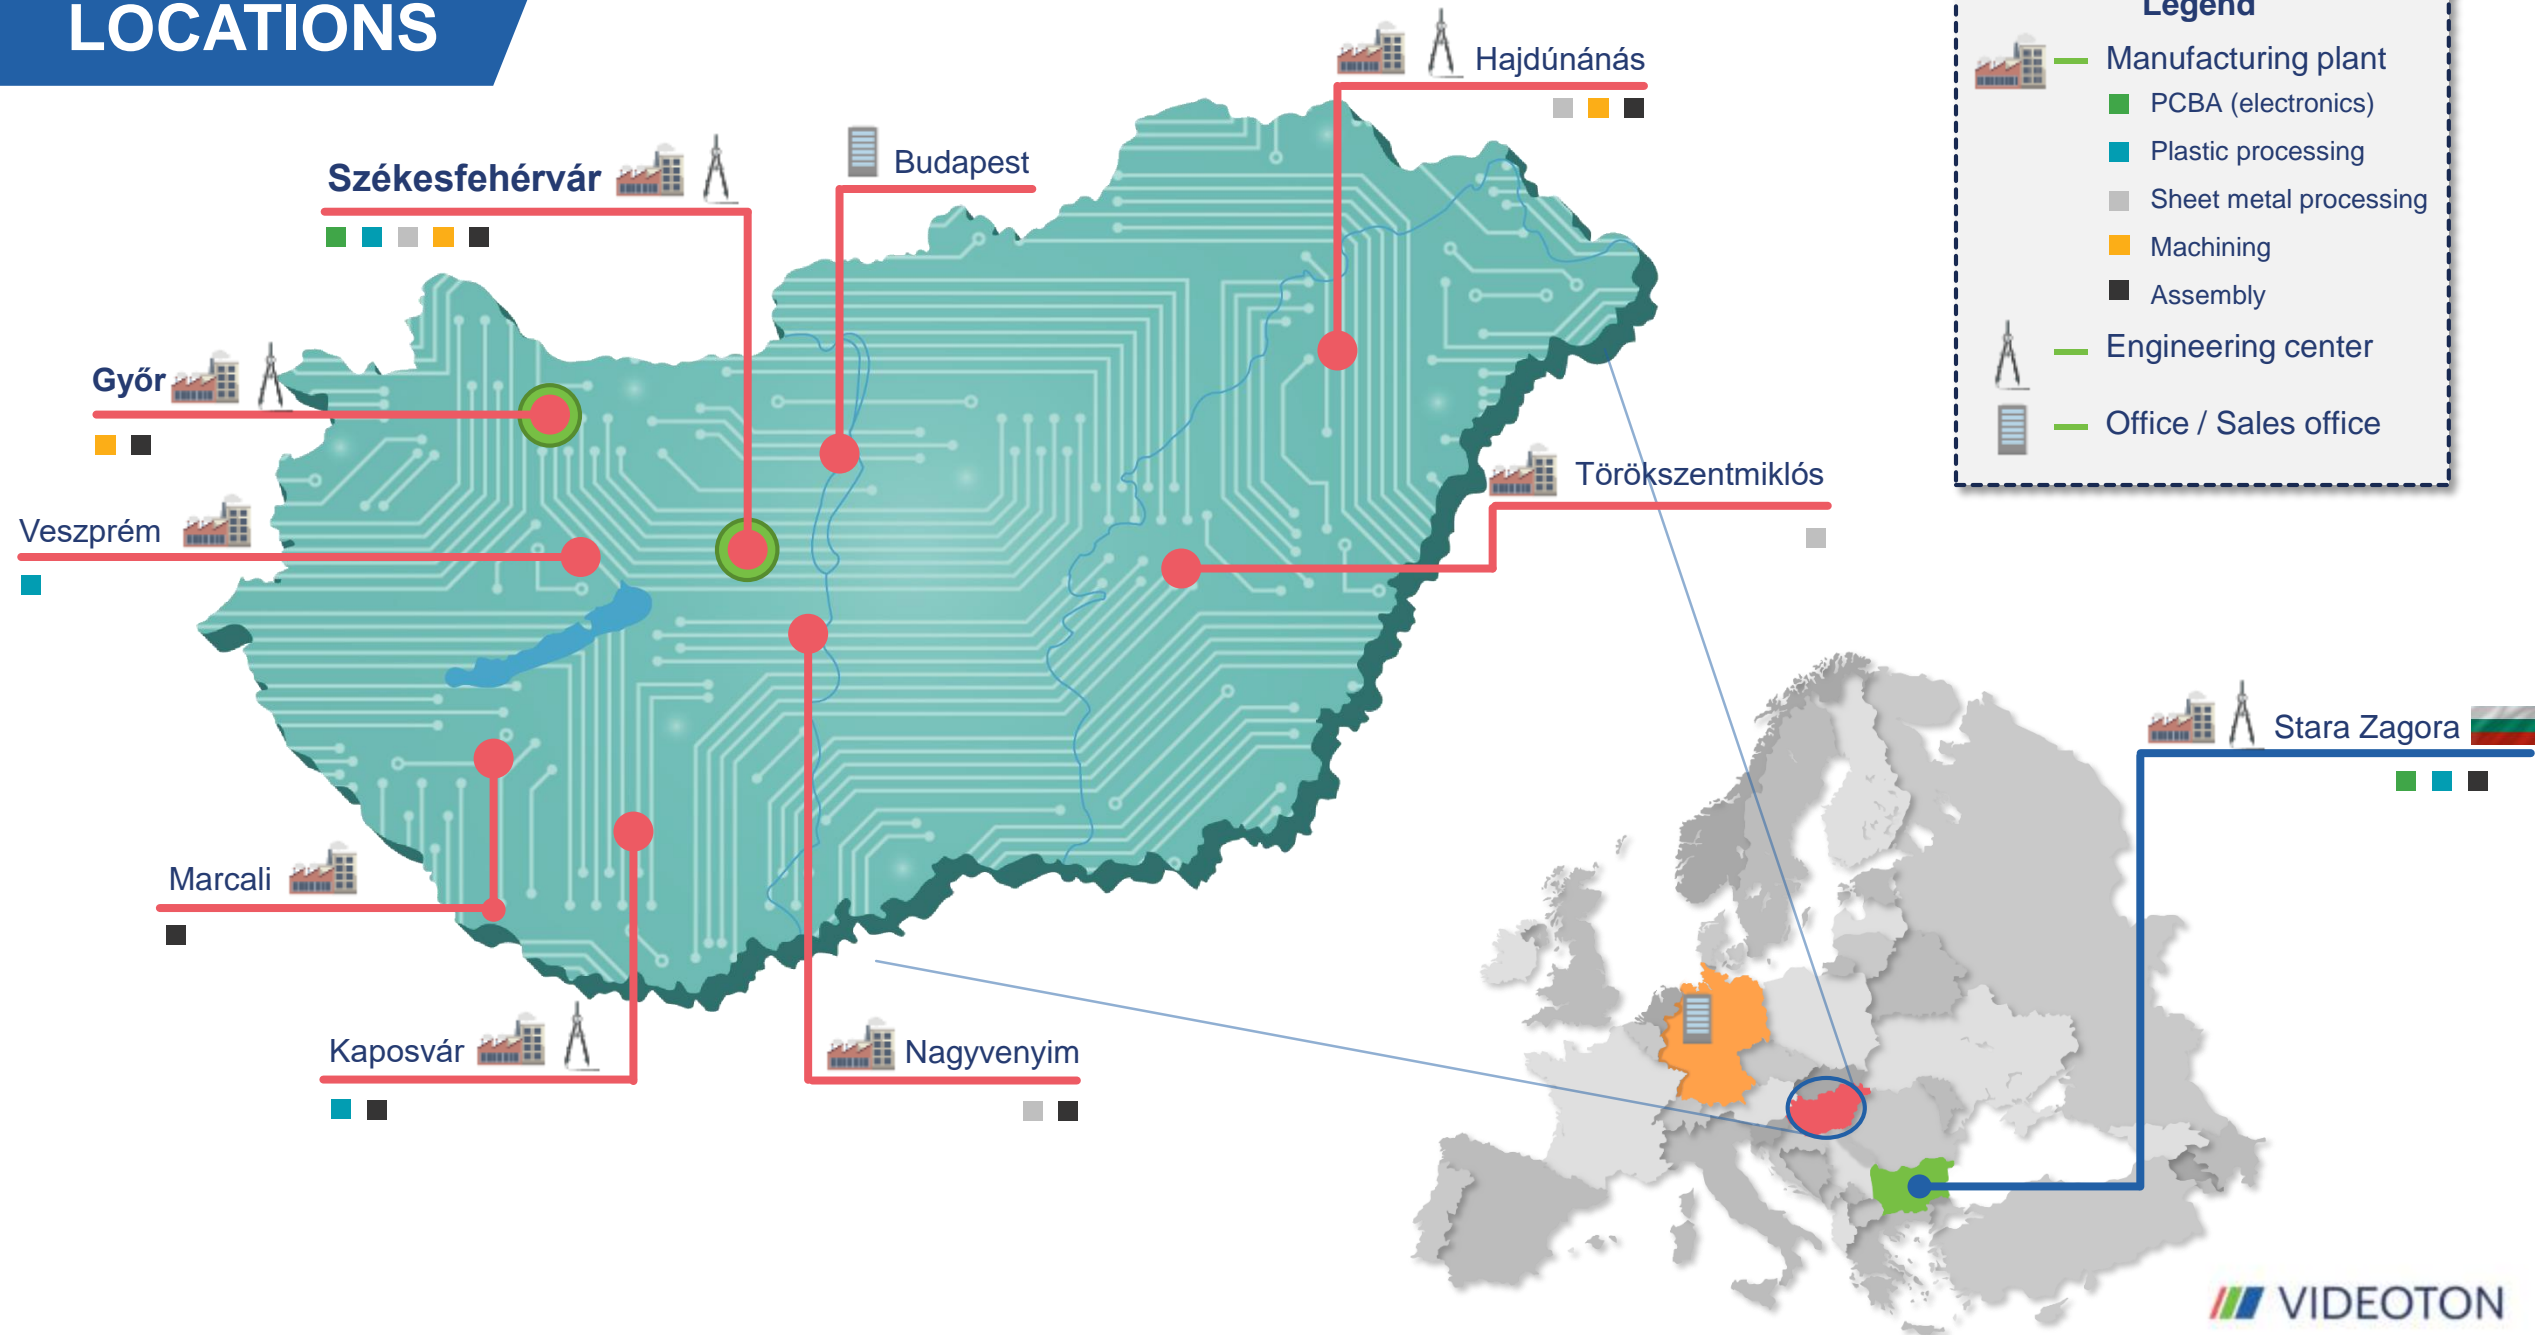 LOCATIONS
Hajdúnánás
Legend
Manufacturing plant
PCBA (electronics)
Plastic processing
Sheet metal processing
Machining
Assembly
Engineering center
Office / Sales office
Székesfehérvár
Budapest
Győr
Törökszentmiklós
Veszprém
Stara Zagora
Marcali
Kaposvár
Nagyvenyim
VIDEOTON